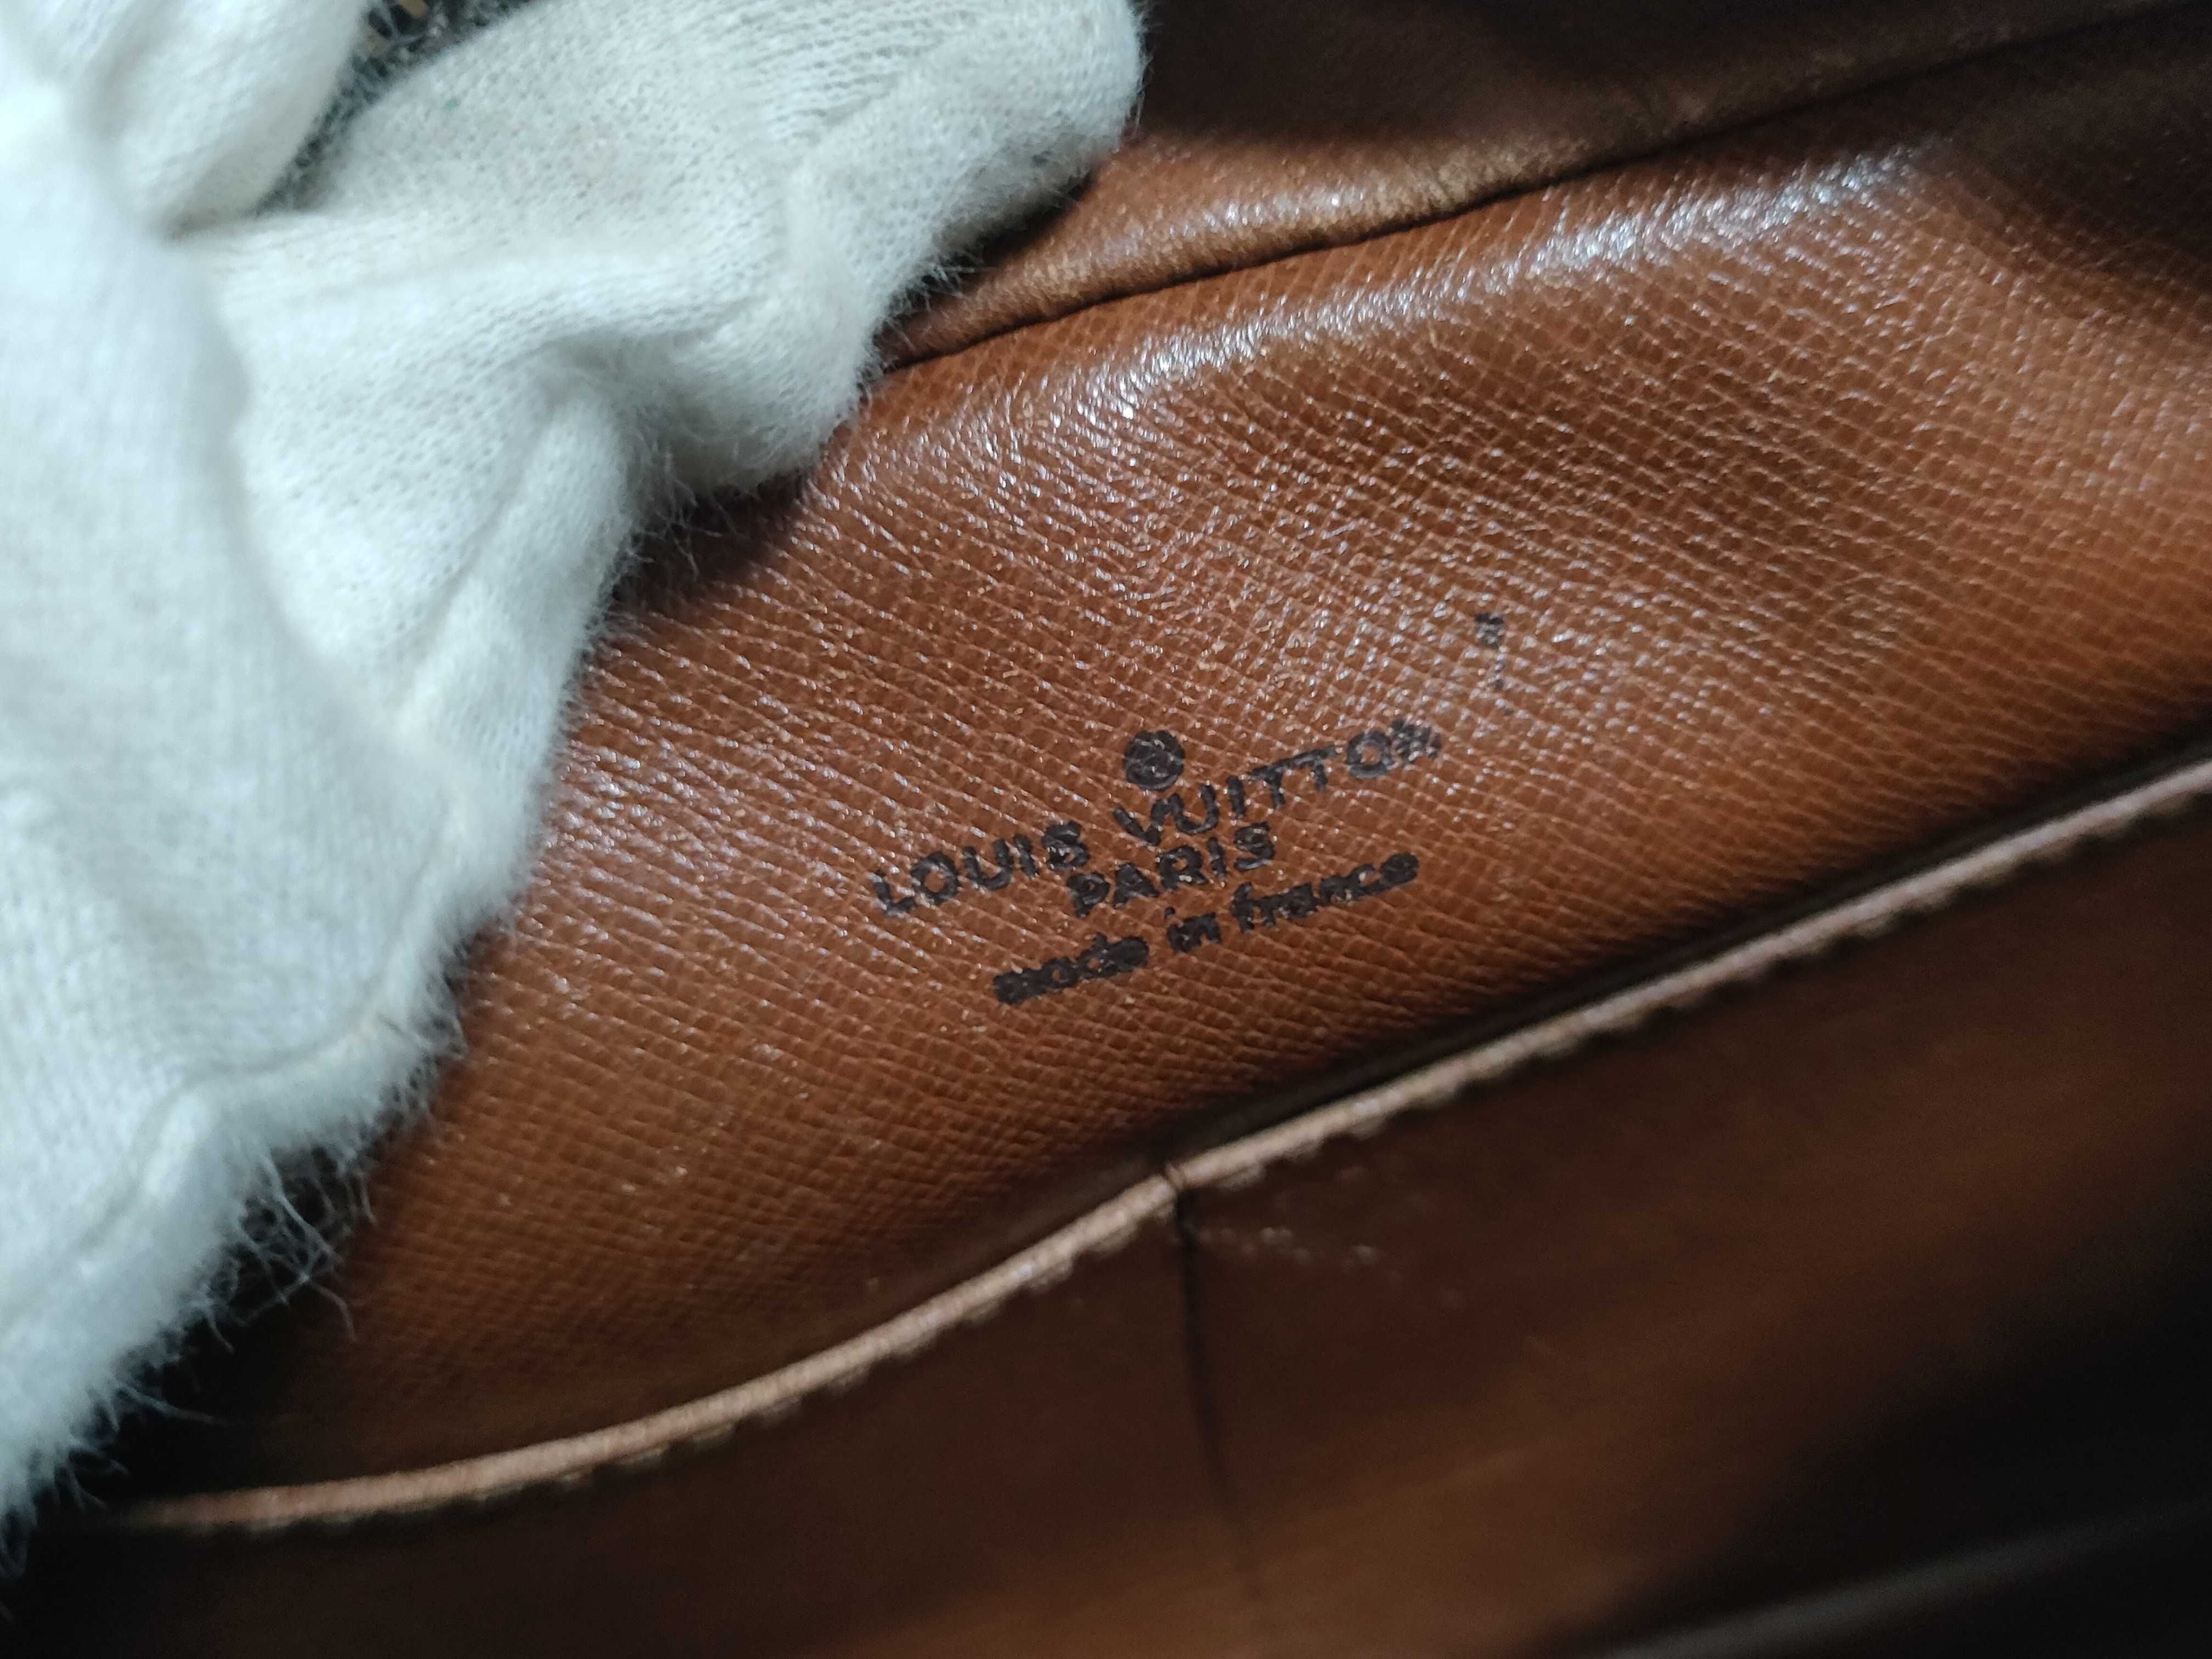 LOUIS VUITTON
PARIS
made in france